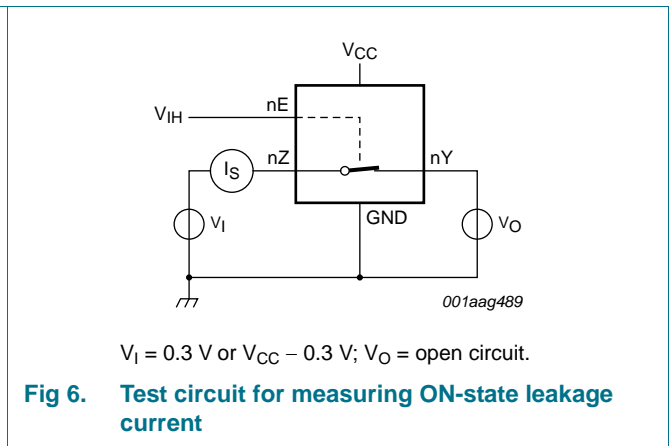 VCC
VIH
nE
nZ
nY
IS
VI
GND
VO
001aag489
VI = 0.3 V or VCC − 0.3 V; VO = open circuit.
Fig 6. Test circuit for measuring ON-state leakage
current